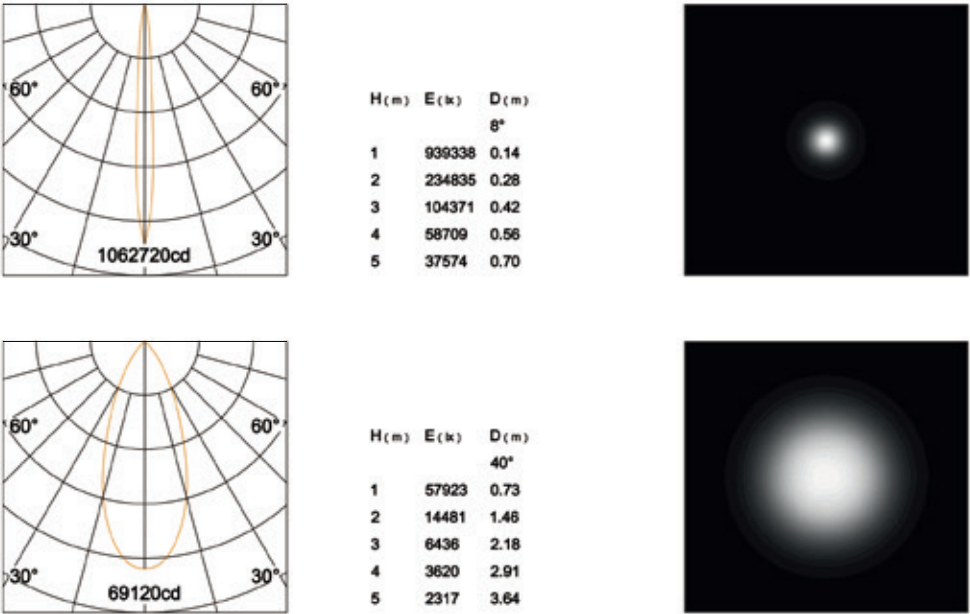 60° 60°
30° 30°
1062720cd
H(m) E(lx) D(m)
8°
1 939338 0.14
2 234835 0.28
3 104371 0.42
4 58709 0.56
5 37574 0.70
60° 60°
30° 30°
69120cd
H(m) E(lx) D(m)
40°
1 57923 0.73
2 14481 1.46
3 6436 2.18
4 3620 2.91
5 2317 3.64